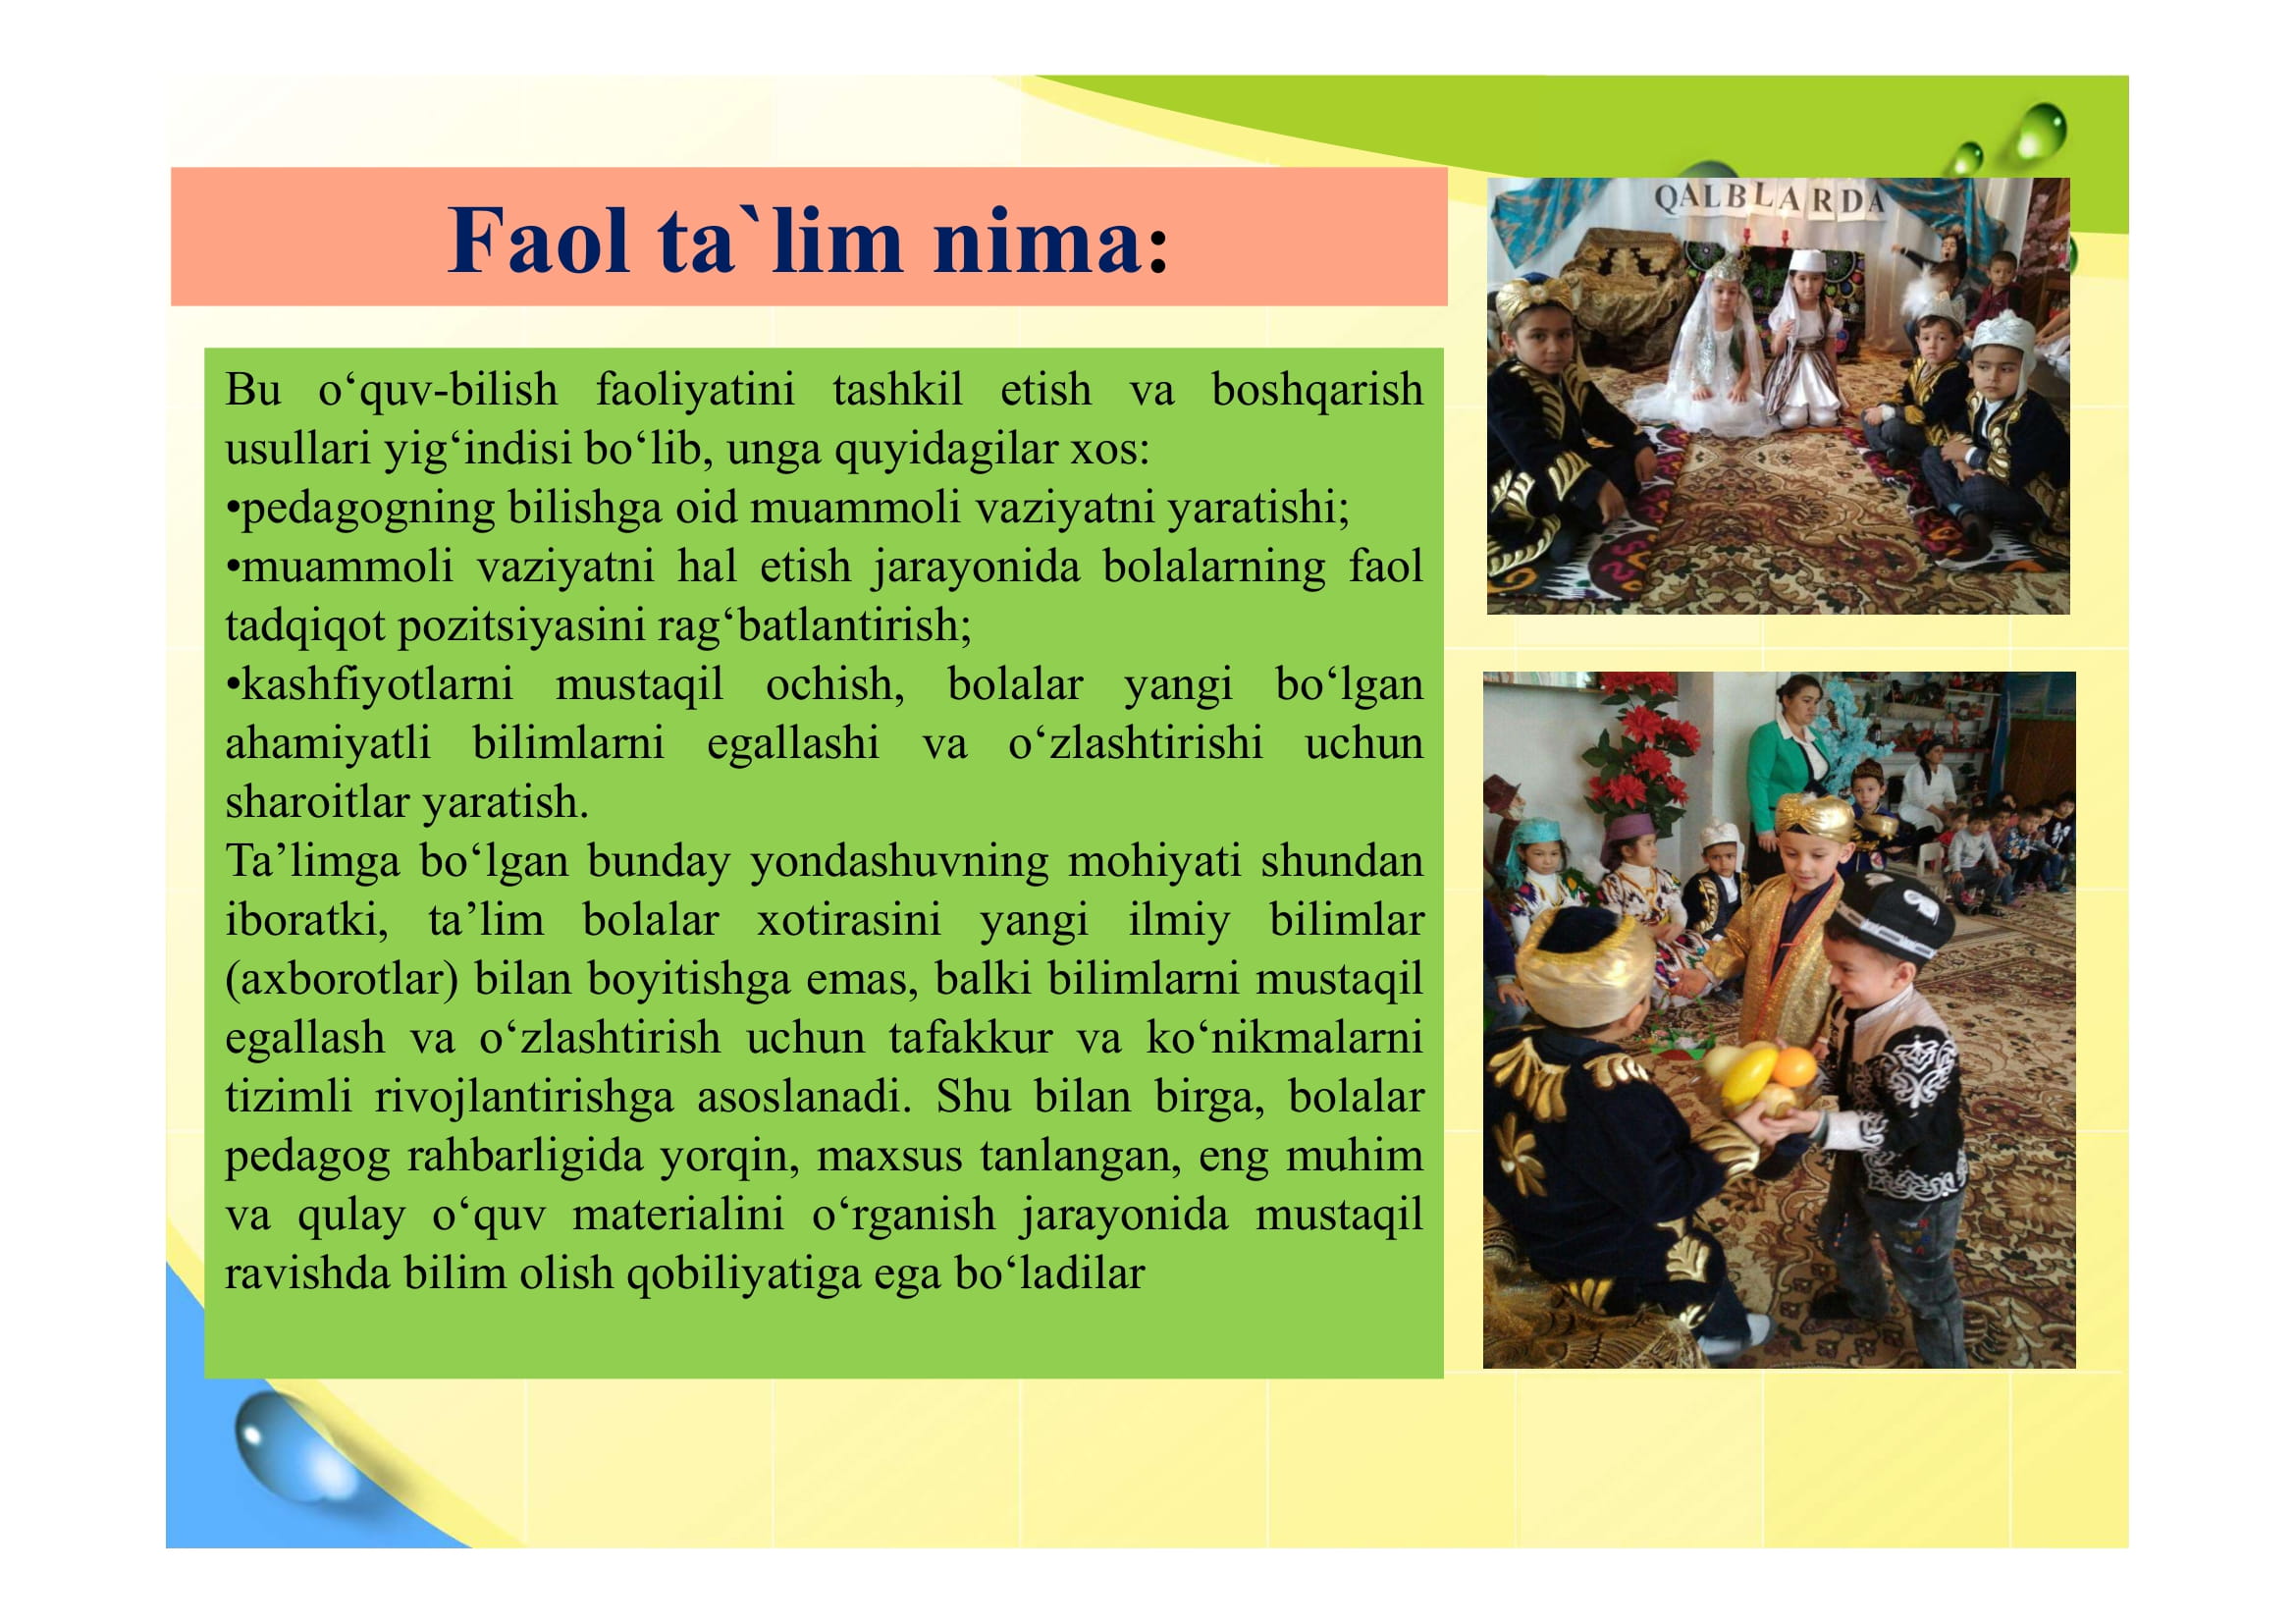 Faol ta`lim nima:
QALBLARDA
Bu o‘quv-bilish faoliyatini tashkil etish va boshqarish
usullari yig‘indisi bo‘lib, unga quyidagilar xos:
•pedagogning bilishga oid muammoli vaziyatni yaratishi;
•muammoli vaziyatni hal etish jarayonida bolalarning faol
tadqiqot pozitsiyasini rag‘batlantirish;
•kashfiyotlarni mustaqil ochish, bolalar yangi bo‘lgan
ahamiyatli bilimlarni egallashi va o‘zlashtirishi uchun
sharoitlar yaratish.
Ta’limga bo‘lgan bunday yondashuvning mohiyati shundan
iboratki, ta’lim bolalar xotirasini yangi ilmiy bilimlar
(axborotlar) bilan boyitishga emas, balki bilimlarni mustaqil
egallash va o‘zlashtirish uchun tafakkur va ko‘nikmalarni
tizimli rivojlantirishga asoslanadi. Shu bilan birga, bolalar
pedagog rahbarligida yorqin, maxsus tanlangan, eng muhim
va qulay o‘quv materialini o‘rganish jarayonida mustaqil
ravishda bilim olish qobiliyatiga ega bo‘ladilar